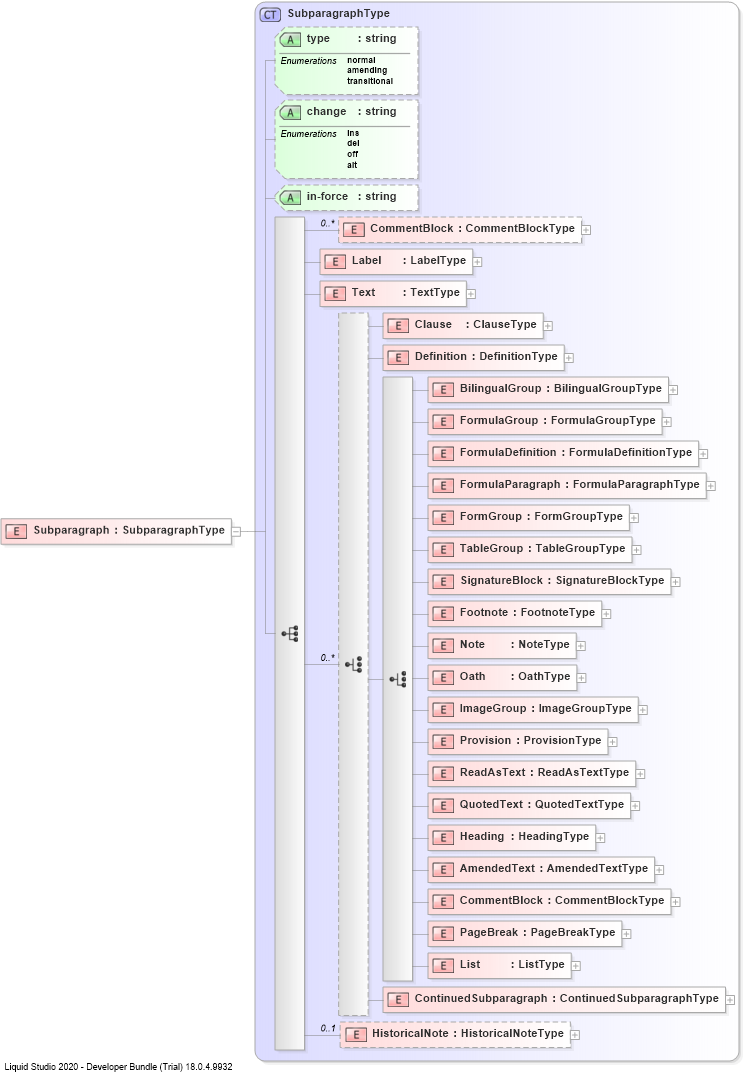 CT SubparagraphType
A type : string
Enumerations normal
amending
transitional
A change : string
Enumerations ins
del
off
alt
A in-force : string
0..*
E CommentBlock : CommentBlockType
E Label : LabelType
E Text : TextType
E Clause : ClauseType
E Definition : DefinitionType
E BilingualGroup : BilingualGroupType
E FormulaGroup : FormulaGroupType
E FormulaDefinition : FormulaDefinitionType
E FormulaParagraph : FormulaParagraphType
E FormGroup : FormGroupType
E Subparagraph : SubparagraphType
E TableGroup : TableGroupType
E SignatureBlock : SignatureBlockType
E Footnote : FootnoteType
E Note : NoteType
0..*
E Oath : OathType
E ImageGroup : ImageGroupType
E Provision : ProvisionType
E ReadAsText : ReadAsTextType
E QuotedText : QuotedTextType
E Heading : HeadingType
E AmendedText : AmendedTextType
E CommentBlock : CommentBlockType
E PageBreak : PageBreakType
E List : ListType
E ContinuedSubparagraph : ContinuedSubparagraphType
0..1
E HistoricalNote : HistoricalNoteType
Liquid Studio 2020 - Developer Bundle (Trial) 18.0.4.9932